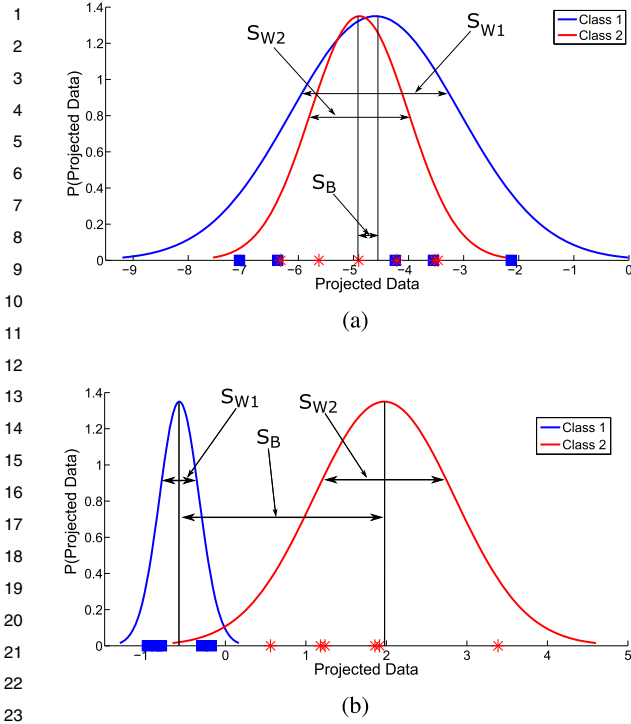 1
2
3
4
5
6
7
8
9
10
11
12
13
14
15
16
17
18
19
20
21
22
23
P(Projected Data)
1.4
1.2
1
0.8
0.6
0.4
0.2
0
SW2
SW1
SB
Class 1
Class 2
-9 -8 -7 -6 -5 -4 -3 -2 -1 0
Projected Data
(a)
P(Projected Data)
1.4
1.2
1
0.8
0.6
0.4
0.2
0
SW1
SW2
SB
Class 1
Class 2
-1 0 1 2 3 4 5
Projected Data
(b)